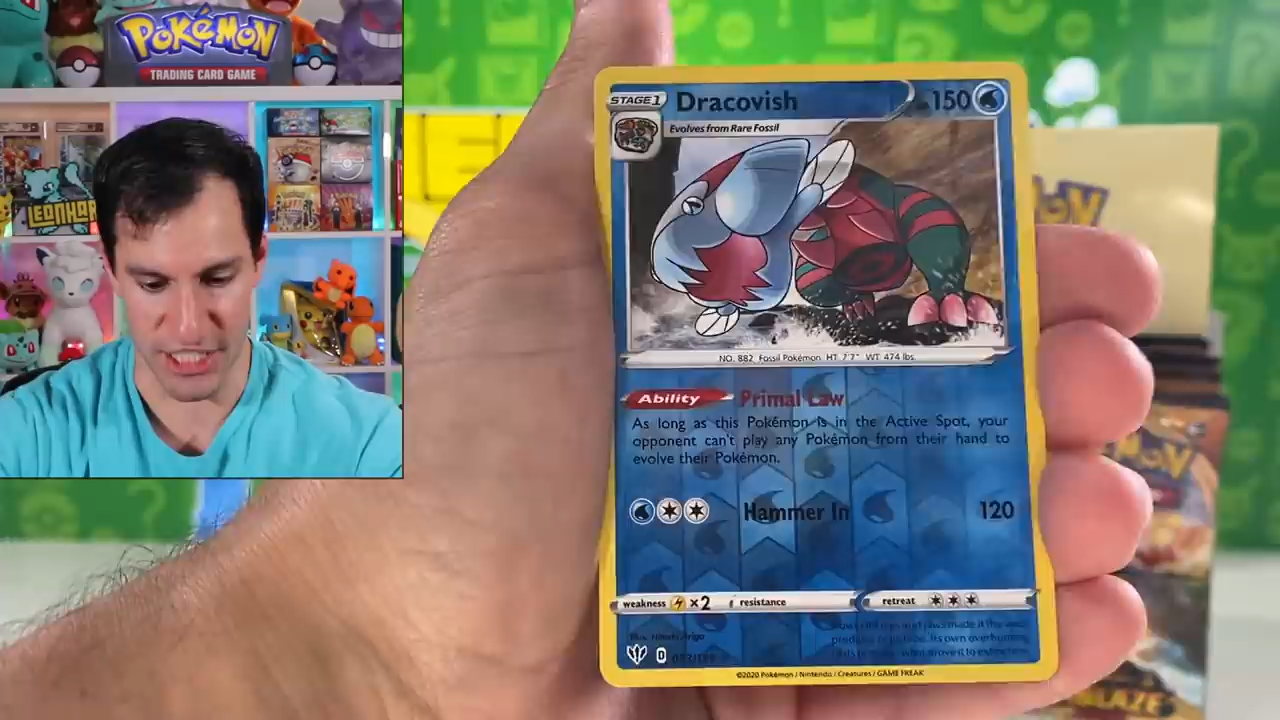 POKéMON
TRADING CARD GAME
LEONHAR
STAGE 1
Dracovish
150
Evolves from Rare Fossil
NO. 882 Fossil Pokémon HT 7'7" WT 474 lbs.
Ability Primal Law
As long as this Pokémon is in the Active Spot, your
opponent can't play any Pokémon from their hand to
evolve their Pokémon.
Hammer In 120
weakness ×2 resistance retreat
D
©2020 Pokémon / Nintendo / Creatures / GAME FREAK